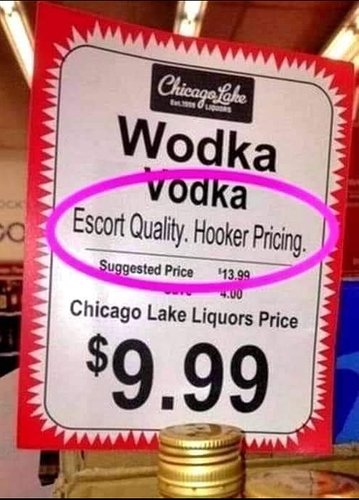 Chicago Lake
Est. 1955 LIQUORS
Wodka
Vodka
Escort Quality. Hooker Pricing.
Suggested Price $13.99
4.00
Chicago Lake Liquors Price
$9.99